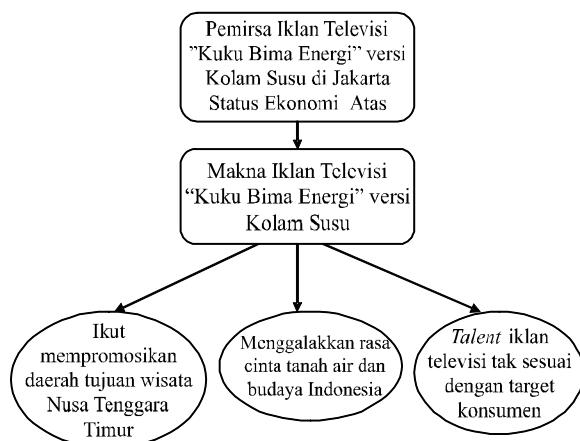 Pemirsa Iklan Televisi
”Kuku Bima Energi” versi
Kolam Susu di Jakarta
Status Ekonomi Atas
Makna Iklan Televisi
“Kuku Bima Energi” versi
Kolam Susu
Ikut
mempromosikan
daerah tujuan wisata
Nusa Tenggara
Timur
Menggalakkan rasa
cinta tanah air dan
budaya Indonesia
Talent iklan
televisi tak sesuai
dengan target
konsumen